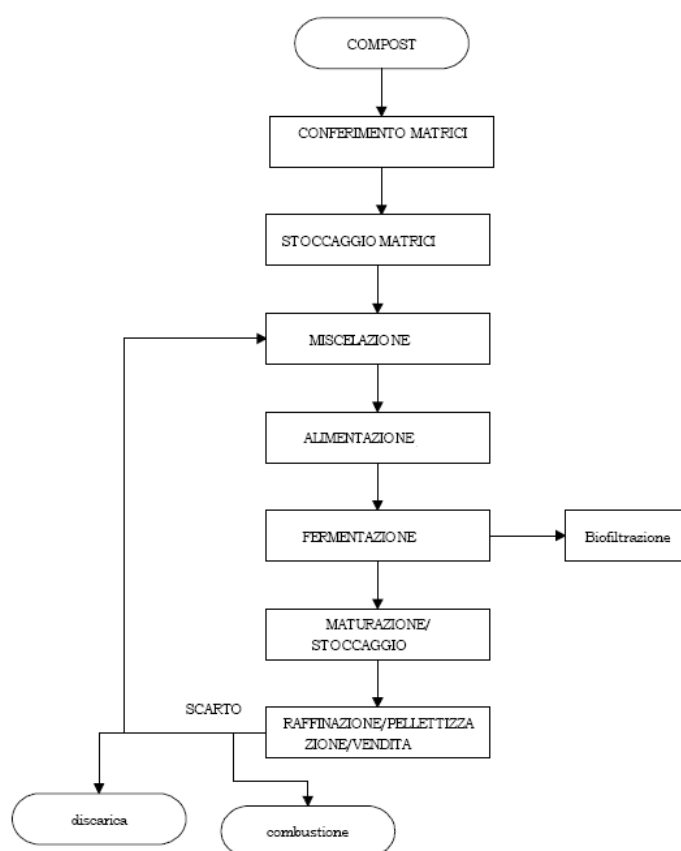 COMPOST
CONFERIMENTO MATRICI
STOCCAGGIO MATRICI
MISCELAZIONE
ALIMENTAZIONE
FERMENTAZIONE
Biofiltrazione
MATURAZIONE/
STOCCAGGIO
SCARTO
RAFFINAZIONE/PELLETTIZZA
ZIONE/VENDITA
discarica
combustione